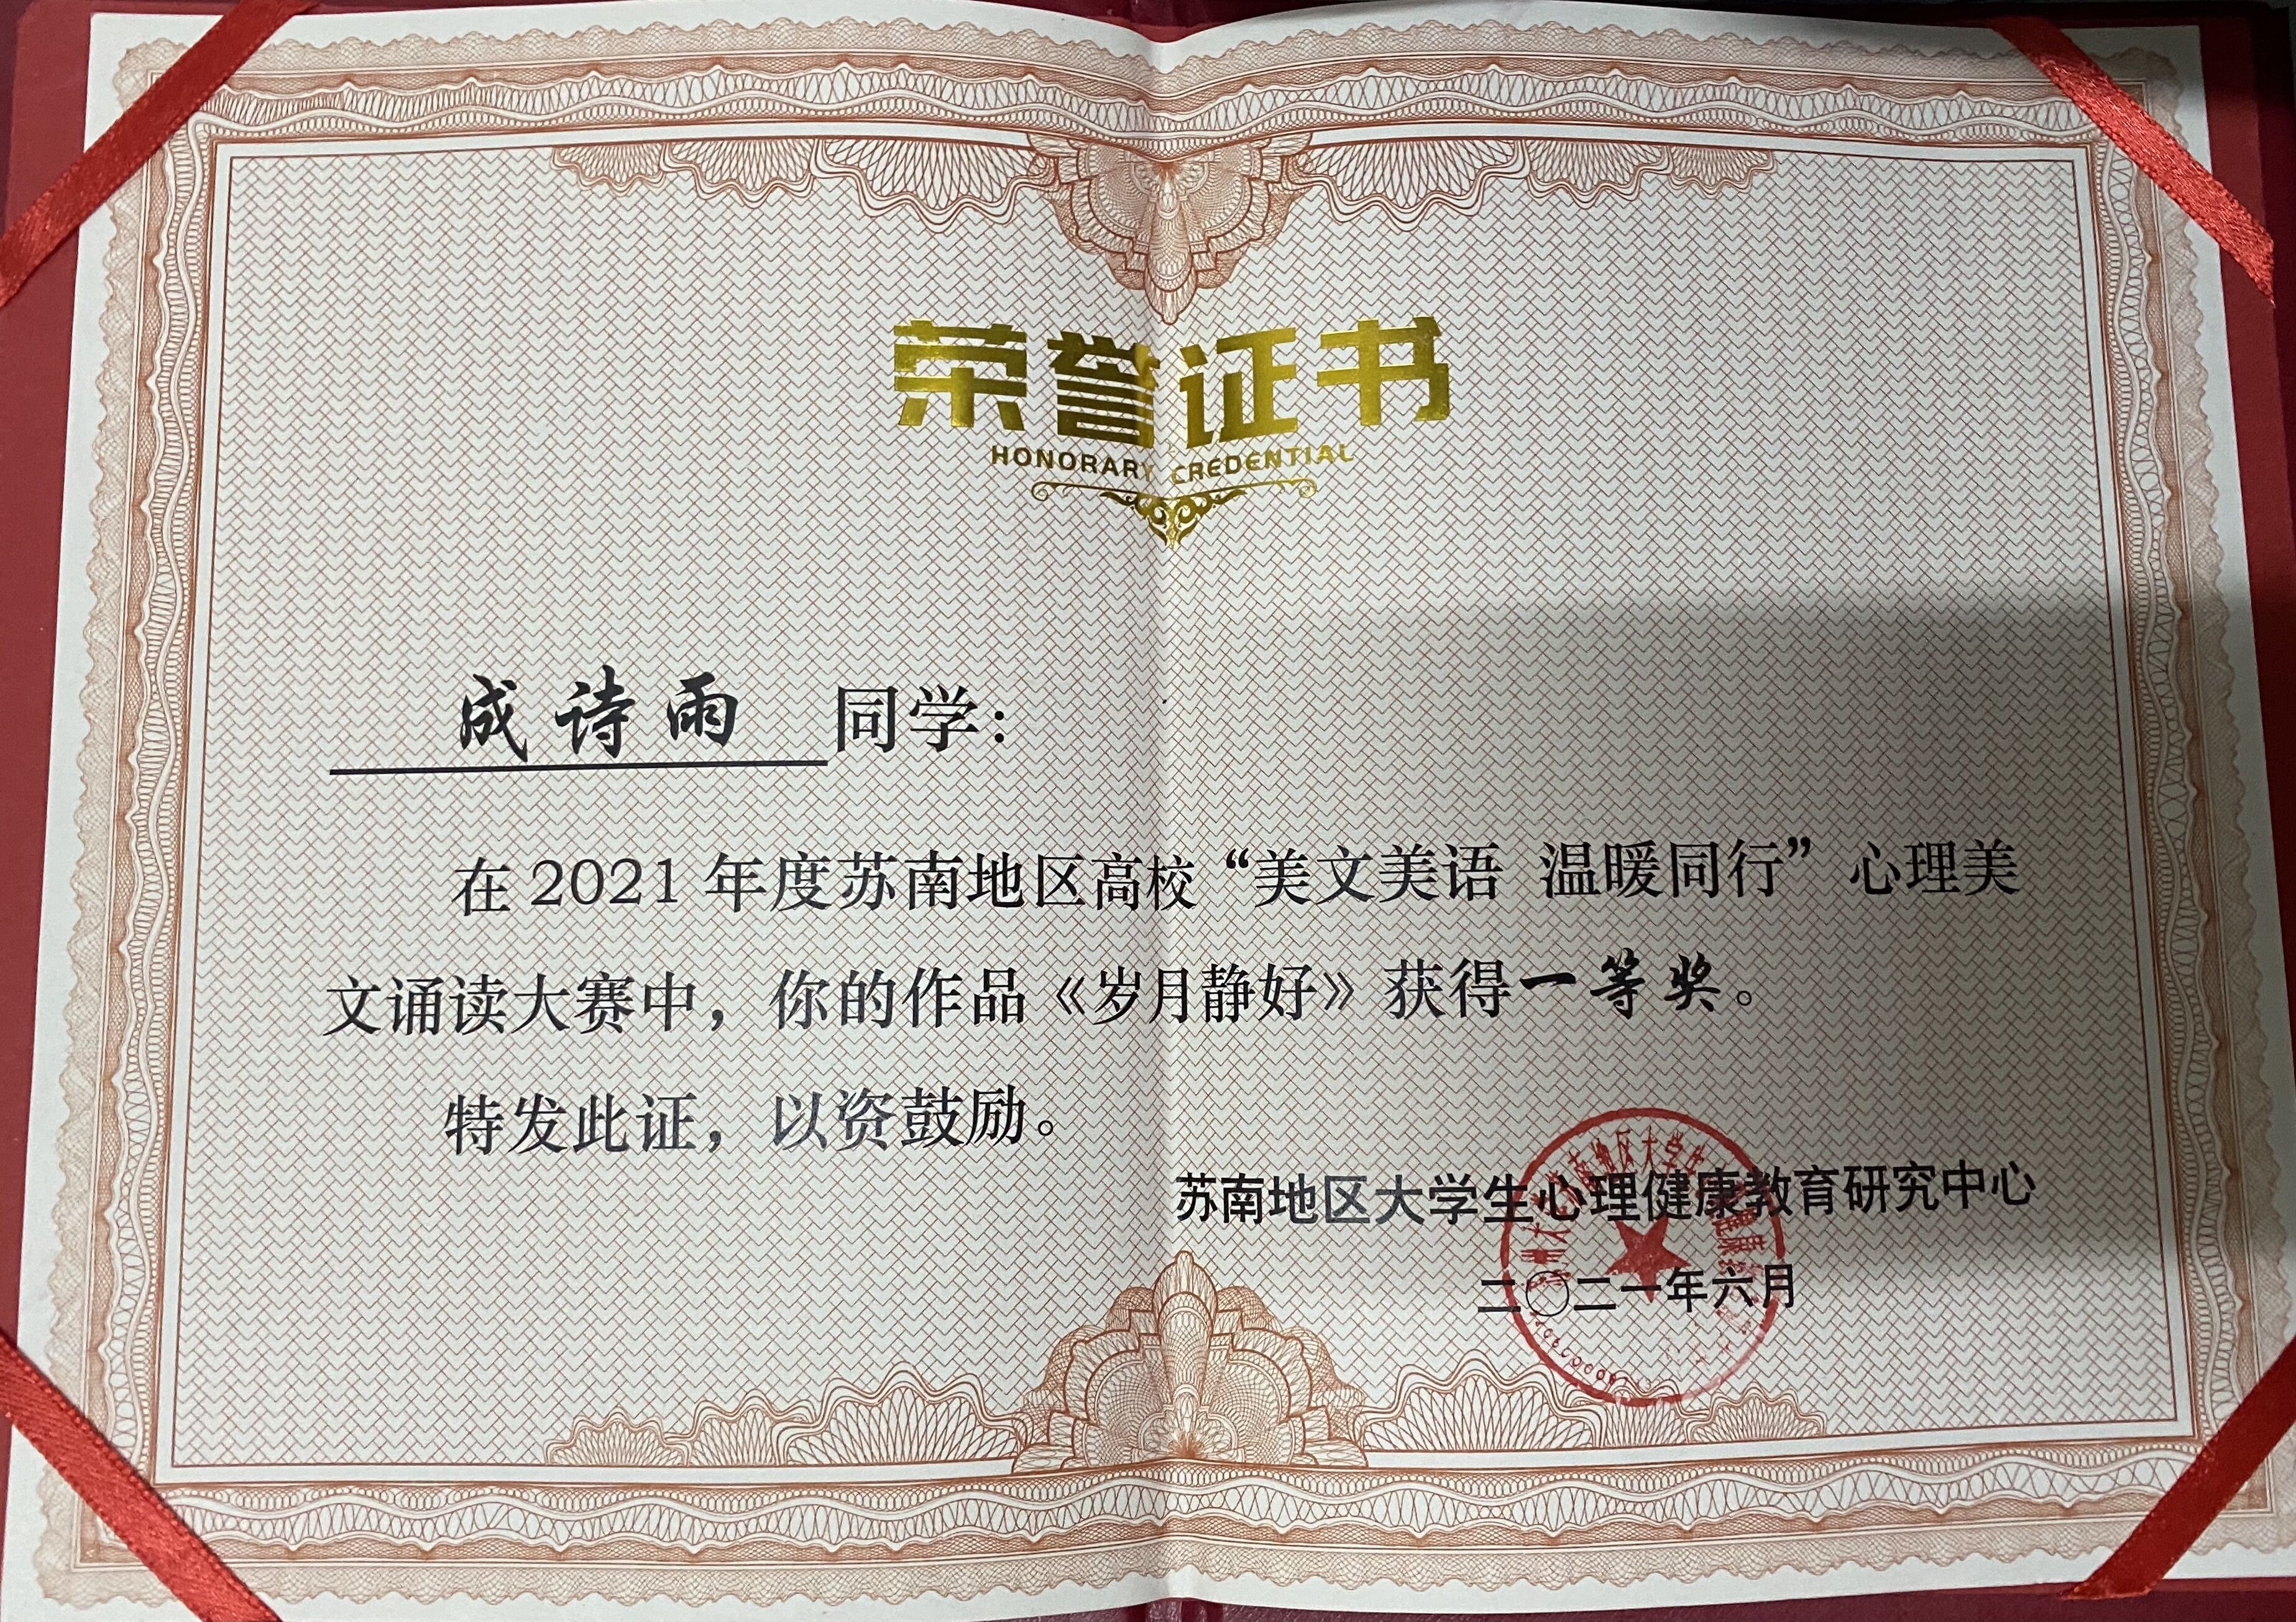 荣誉证书
HONORARY CREDENTIAL
成诗雨 同学：
在 2021 年度苏南地区高校“美文美语 温暖同行”心理美
文诵读大赛中，你的作品《岁月静好》获得一等奖。
特发此证，以资鼓励。
苏南地区大学生心理健康教育研究中心
二〇二一年六月